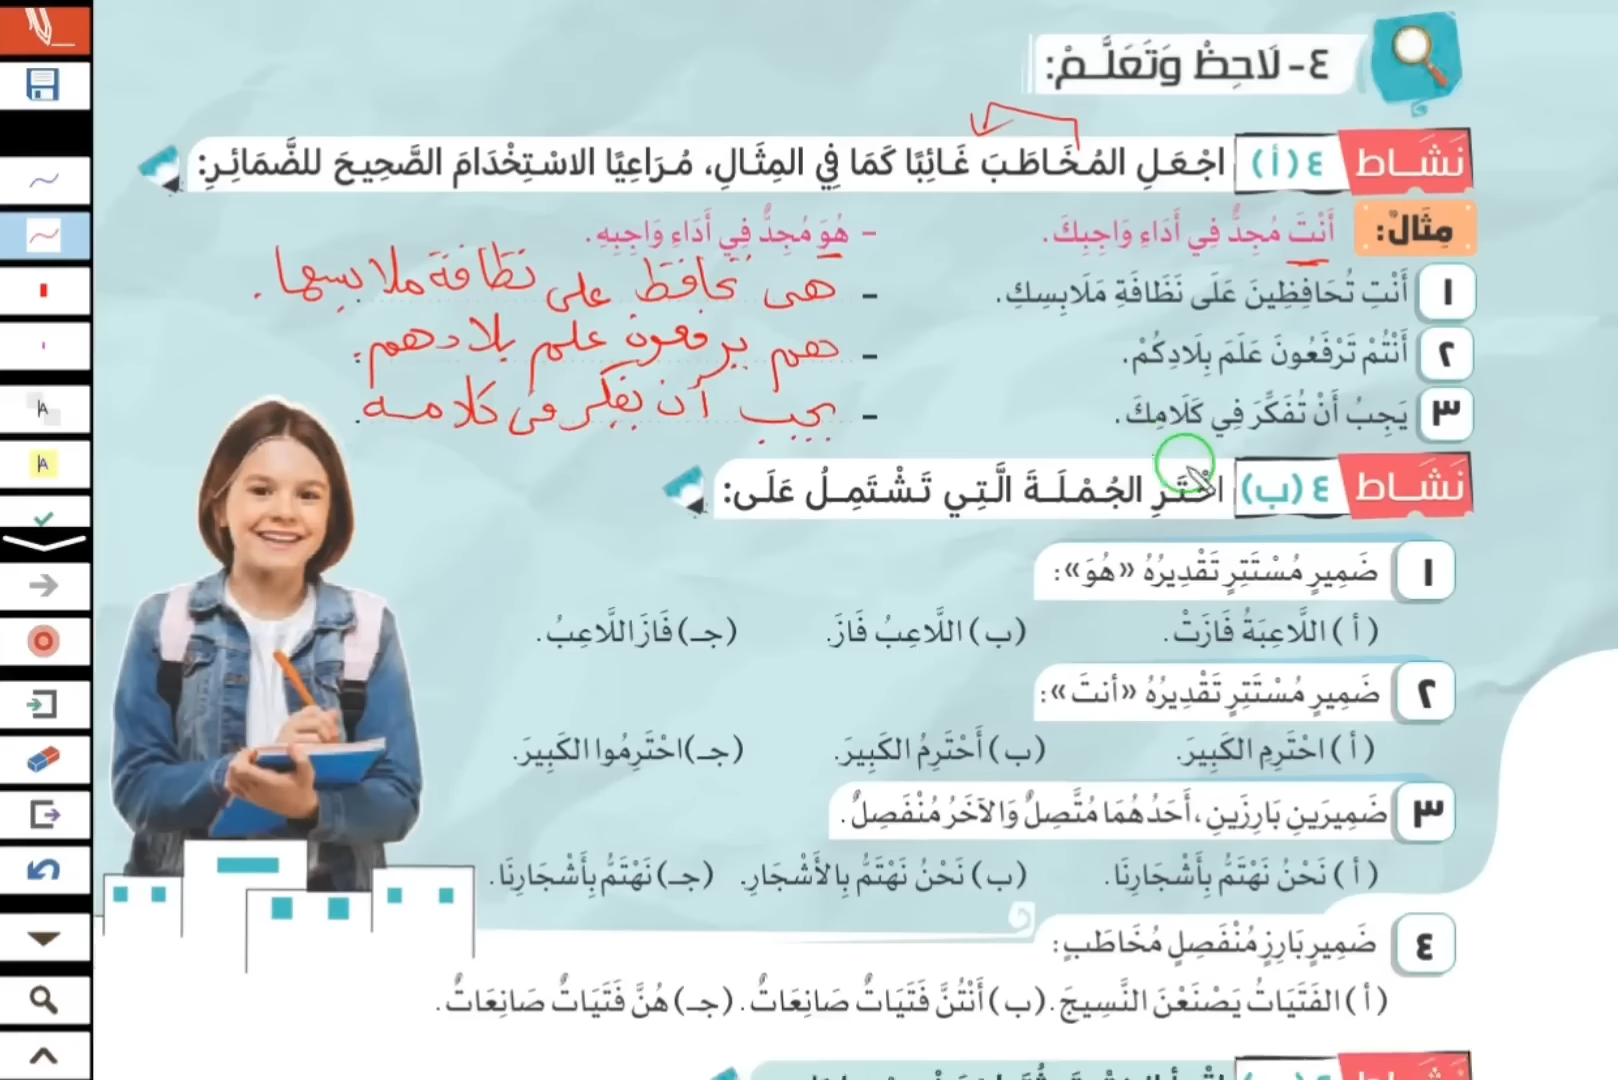 ٤- لَاحِظْ وَتَعَلَّمْ:
نَشَاط ٤ (أ) اجْعَلِ المُخَاطَبَ غَائِبًا كَمَا فِي المِثَالِ، مُرَاعِيًا الاسْتِخْدَامَ الصَّحِيحَ للضَّمَائِرِ:
مِثَالٌ: أَنْتَ مُجِدٌّ فِي أَدَاءِ وَاجِبِكَ. - هُوَ مُجِدٌّ فِي أَدَاءِ وَاجِبِهِ.
١ أَنْتِ تُحَافِظِينَ عَلَى نَظَافَةِ مَلَابِسِكِ. - هى تحافظ على نظافة ملابسها.
٢ أَنْتُمْ تَرْفَعُونَ عَلَمَ بِلَادِكُمْ. - هم يرفعون علم بلادهم.
٣ يَجِبُ أَنْ تُفَكِّرَ فِي كَلَامِكَ. - يجب أن يفكر فى كلامه.
نَشَاط ٤ (ب) اخْتَرِ الجُمْلَةَ الَّتِي تَشْتَمِلُ عَلَى:
١ ضَمِيرٍ مُسْتَتِرٍ تَقْدِيرُهُ «هُوَ»:
(أ) اللَّاعِبَةُ فَازَتْ. (ب) اللَّاعِبُ فَازَ. (جـ) فَازَ اللَّاعِبُ.
٢ ضَمِيرٍ مُسْتَتِرٍ تَقْدِيرُهُ «أنتَ»:
(أ) احْتَرِمِ الكَبِيرَ. (ب) أَحْتَرِمُ الكَبِيرَ. (جـ) احْتَرِمُوا الكَبِيرَ.
٣ ضَمِيرَينِ بَارِزَينِ، أَحَدُهُمَا مُتَّصِلٌ وَالآخَرُ مُنْفَصِلٌ.
(أ) نَحْنُ نَهْتَمُّ بِأَشْجَارِنَا. (ب) نَحْنُ نَهْتَمُّ بِالأَشْجَارِ. (جـ) نَهْتَمُّ بِأَشْجَارِنَا.
٤ ضَمِيرٍ بَارِزٍ مُنْفَصِلٍ مُخَاطَبٍ:
(أ) الفَتَيَاتُ يَصْنَعْنَ النَّسِيجَ. (ب) أَنْتُنَّ فَتَيَاتٌ صَانِعَاتٌ. (جـ) هُنَّ فَتَيَاتٌ صَانِعَاتٌ.